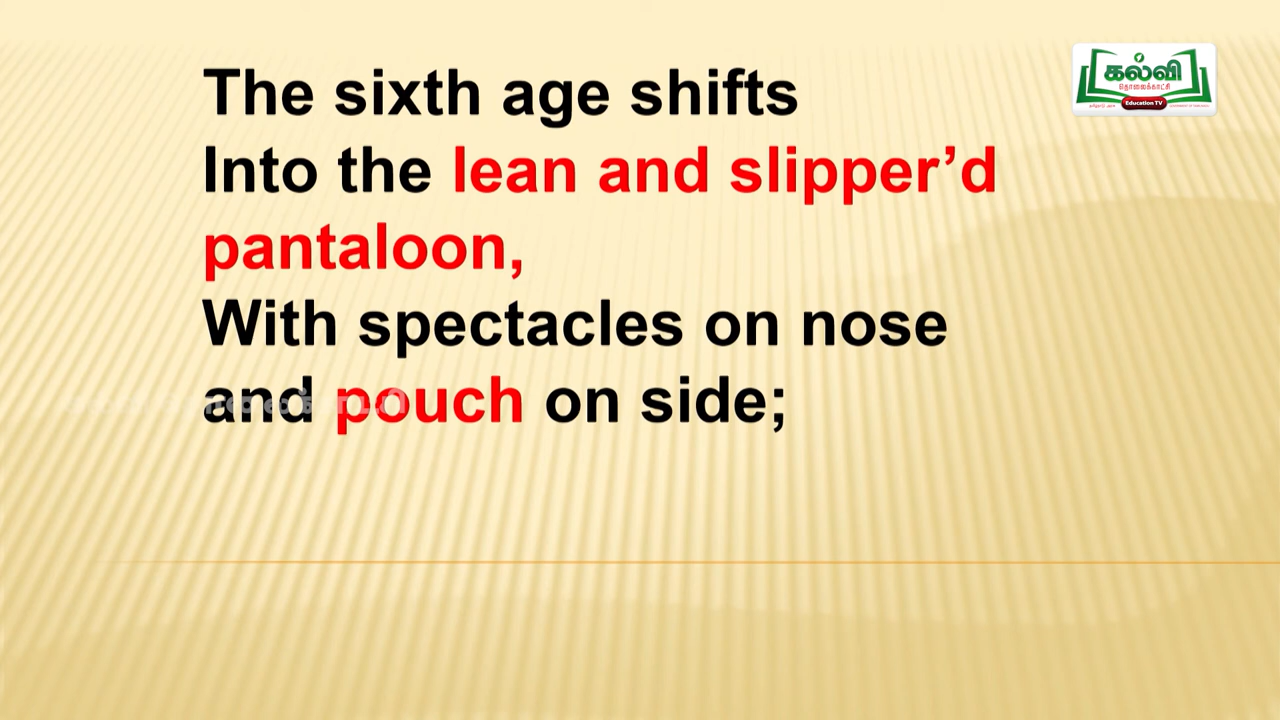 The sixth age shifts
Into the lean and slipper’d
pantaloon,
With spectacles on nose
and pouch on side;
கல்வி
தொலைக்காட்சி
Education TV